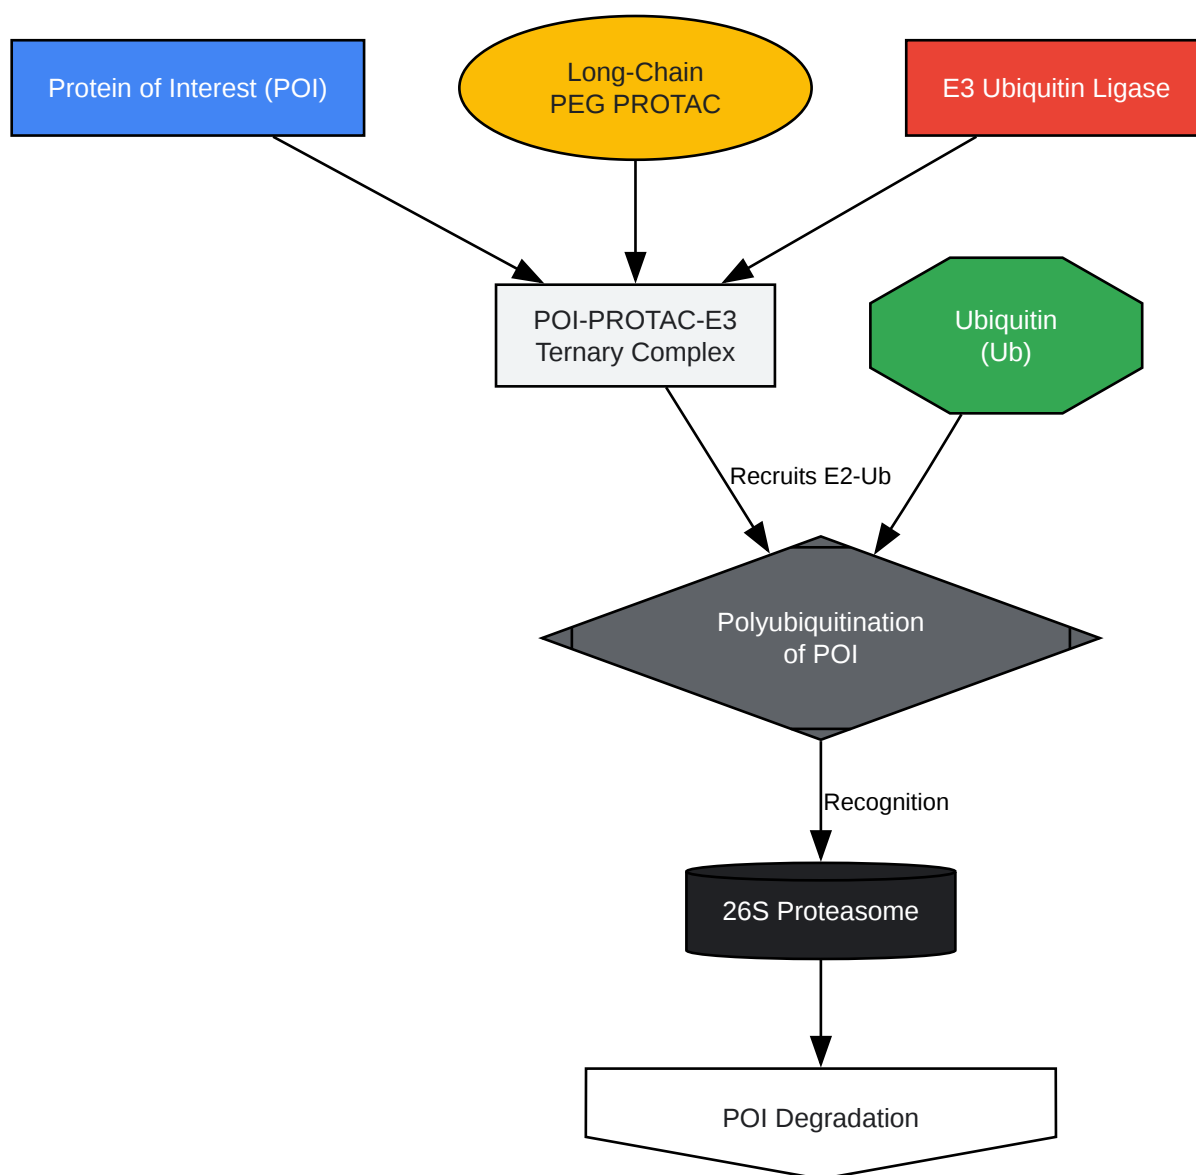 Protein of Interest (POI)
Long-Chain
PEG PROTAC
E3 Ubiquitin Ligase
POI-PROTAC-E3
Ternary Complex
Ubiquitin
(Ub)
Recruits E2-Ub
Polyubiquitination
of POI
Recognition
26S Proteasome
POI Degradation